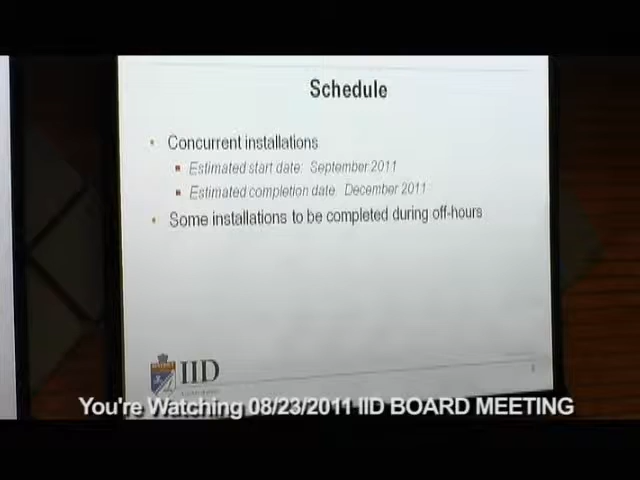 Schedule
• Concurrent installations
▪ Estimated start date: September 2011
▪ Estimated completion date: December 2011
• Some installations to be completed during off-hours
IID
You're Watching 08/23/2011 IID BOARD MEETING